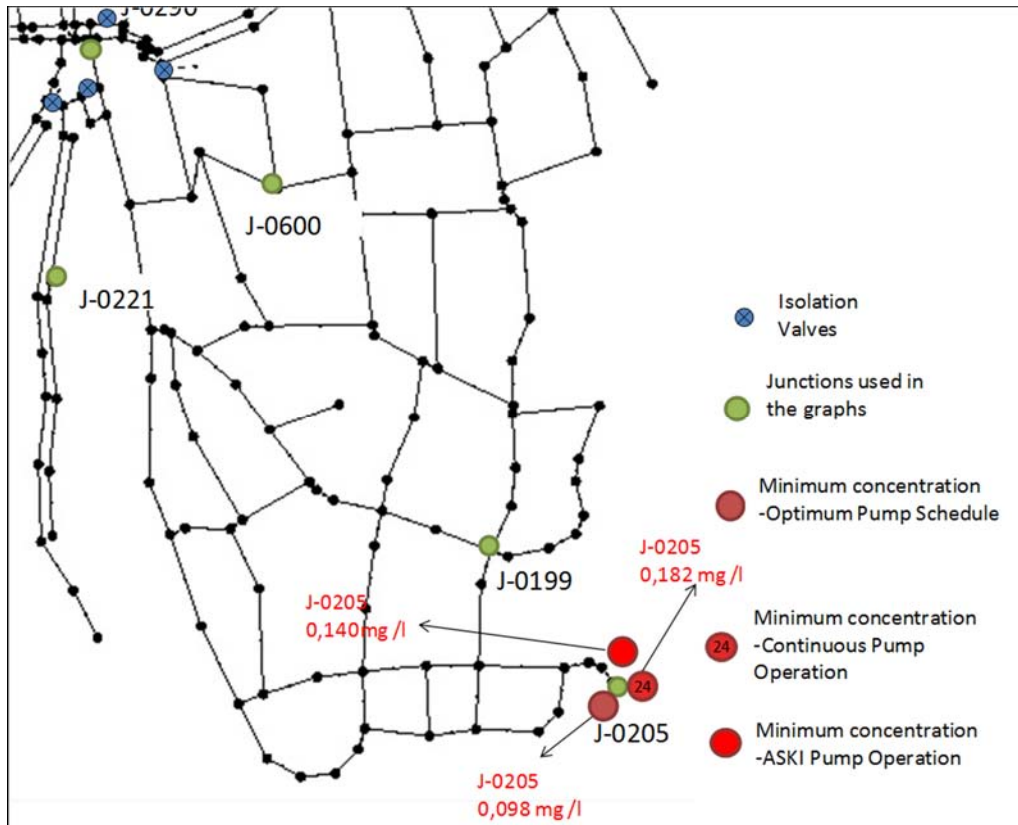 J-0290
J-0600
J-0221
Isolation
Valves
Junctions used in
the graphs
Minimum concentration
-Optimum Pump Schedule
J-0205
0,182 mg /l
J-0199
J-0205
0,140mg /l
24
Minimum concentration
-Continuous Pump
Operation
24
J-0205
Minimum concentration
-ASKI Pump Operation
J-0205
0,098 mg /l